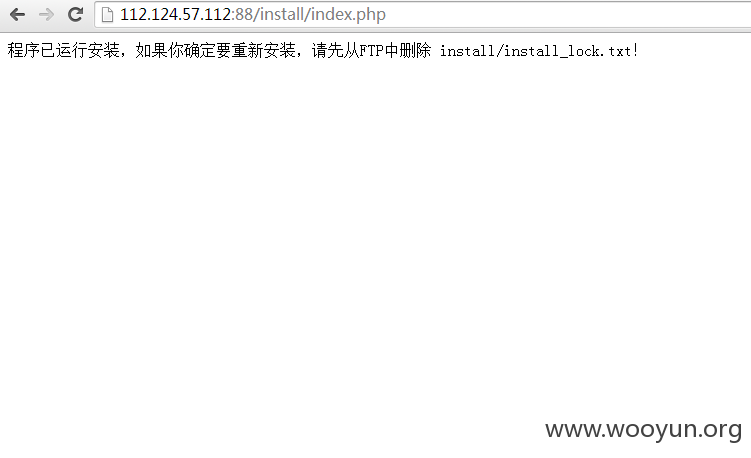 112.124.57.112:88/install/index.php
程序已运行安装，如果你确定要重新安装，请先从FTP中删除 install/install_lock.txt!
www.wooyun.org